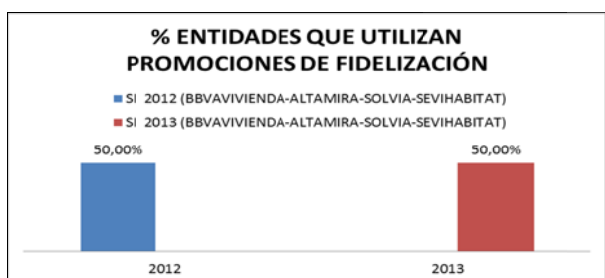 % ENTIDADES QUE UTILIZAN
PROMOCIONES DE FIDELIZACIÓN
SI 2012 (BBVAVIVIENDA-ALTAMIRA-SOLVIA-SEVIHABITAT)
SI 2013 (BBVAVIVIENDA-ALTAMIRA-SOLVIA-SEVIHABITAT)
50,00% 50,00%
2012 2013